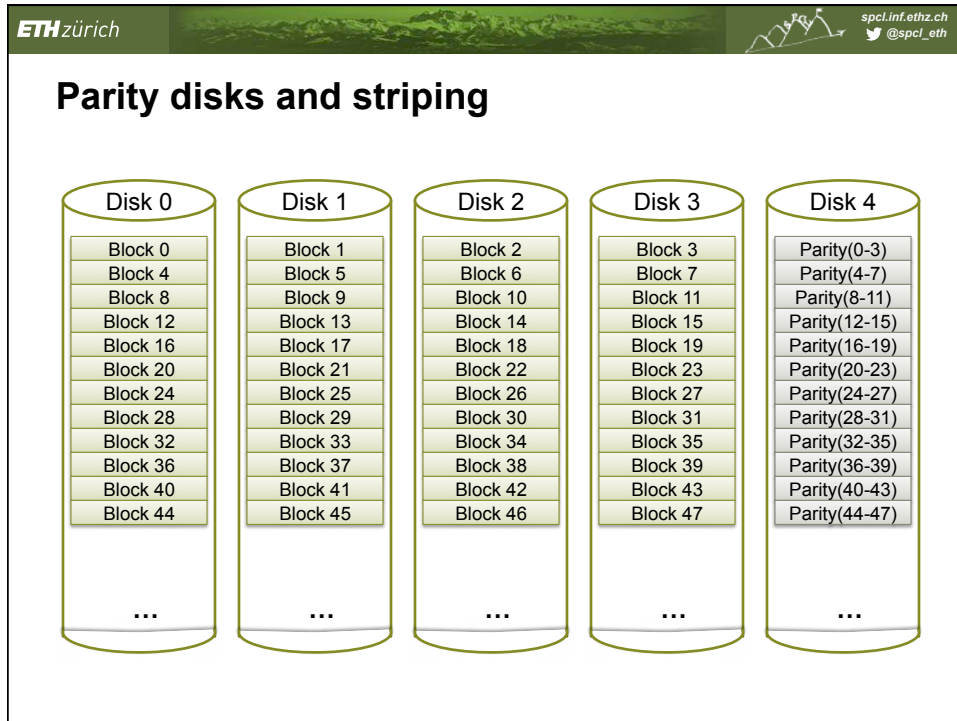 ETH zürich
spcl.inf.ethz.ch
@spcl_eth
SPCL
Parity disks and striping
Disk 0 Disk 1 Disk 2 Disk 3 Disk 4
Block 0 Block 1 Block 2 Block 3 Parity(0-3)
Block 4 Block 5 Block 6 Block 7 Parity(4-7)
Block 8 Block 9 Block 10 Block 11 Parity(8-11)
Block 12 Block 13 Block 14 Block 15 Parity(12-15)
Block 16 Block 17 Block 18 Block 19 Parity(16-19)
Block 20 Block 21 Block 22 Block 23 Parity(20-23)
Block 24 Block 25 Block 26 Block 27 Parity(24-27)
Block 28 Block 29 Block 30 Block 31 Parity(28-31)
Block 32 Block 33 Block 34 Block 35 Parity(32-35)
Block 36 Block 37 Block 38 Block 39 Parity(36-39)
Block 40 Block 41 Block 42 Block 43 Parity(40-43)
Block 44 Block 45 Block 46 Block 47 Parity(44-47)
... ... ... ... ...